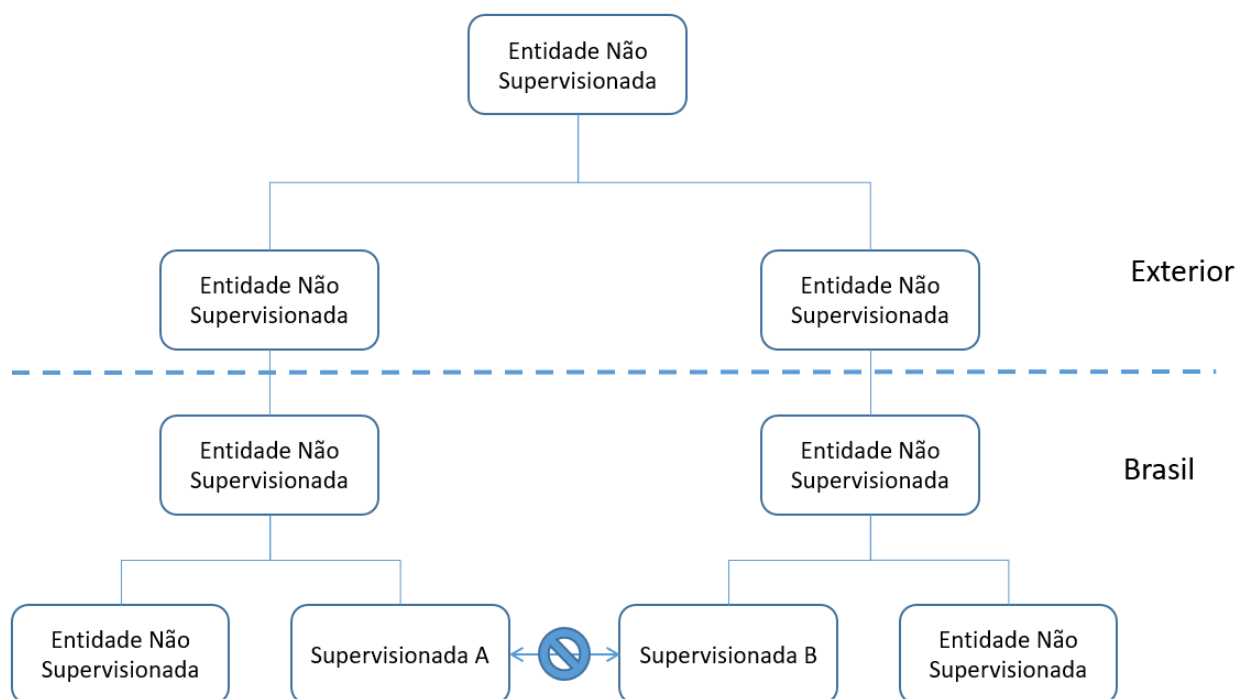 Entidade Não
Supervisionada
Entidade Não
Supervisionada
Entidade Não
Supervisionada
Exterior
Entidade Não
Supervisionada
Entidade Não
Supervisionada
Brasil
Entidade Não
Supervisionada
Supervisionada A
Supervisionada B
Entidade Não
Supervisionada